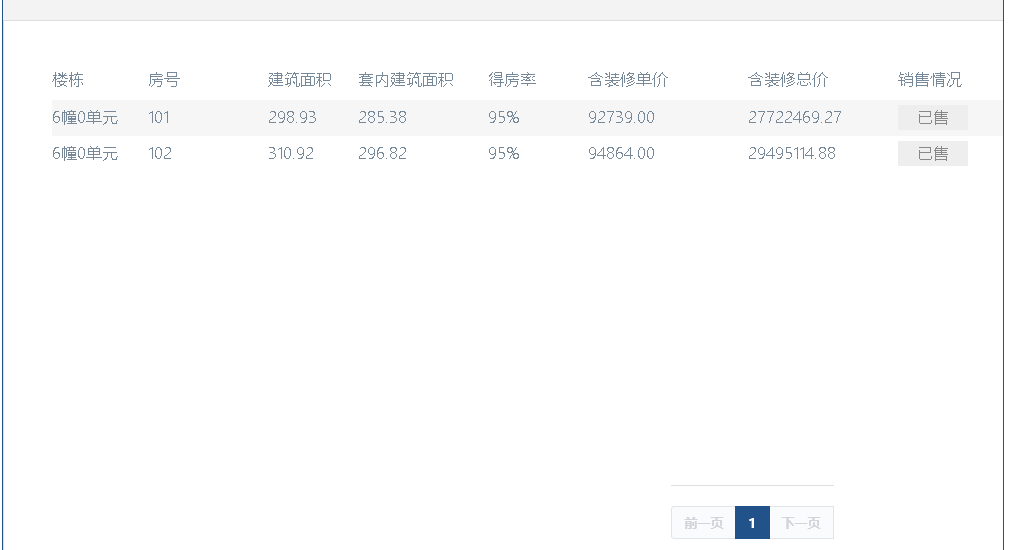 楼栋 房号 建筑面积 套内建筑面积 得房率 含装修单价 含装修总价 销售情况
6幢0单元 101 298.93 285.38 95% 92739.00 27722469.27 已售
6幢0单元 102 310.92 296.82 95% 94864.00 29495114.88 已售
前一页 1 下一页